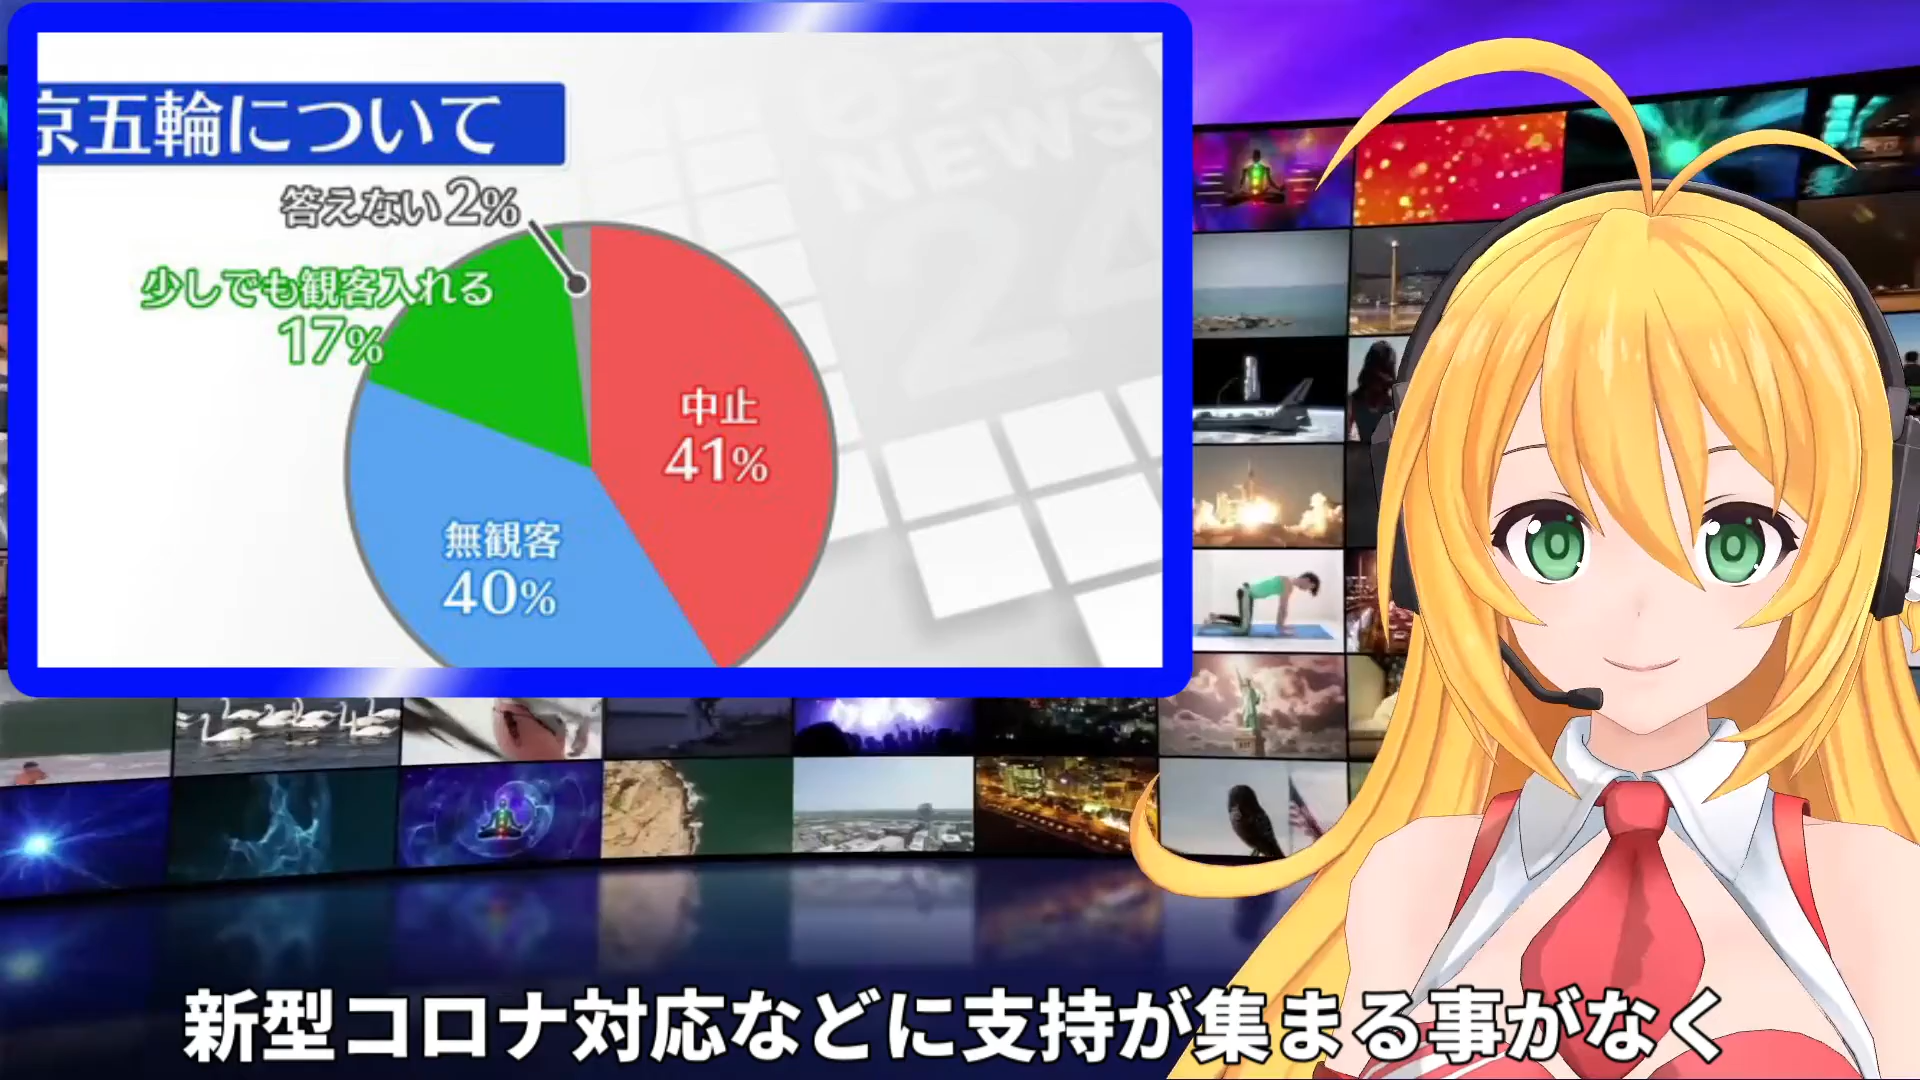 京五輪について
答えない2%
少しでも観客入れる
17%
中止
41%
無観客
40%
NEWS
24
新型コロナ対応などに支持が集まる事がなく